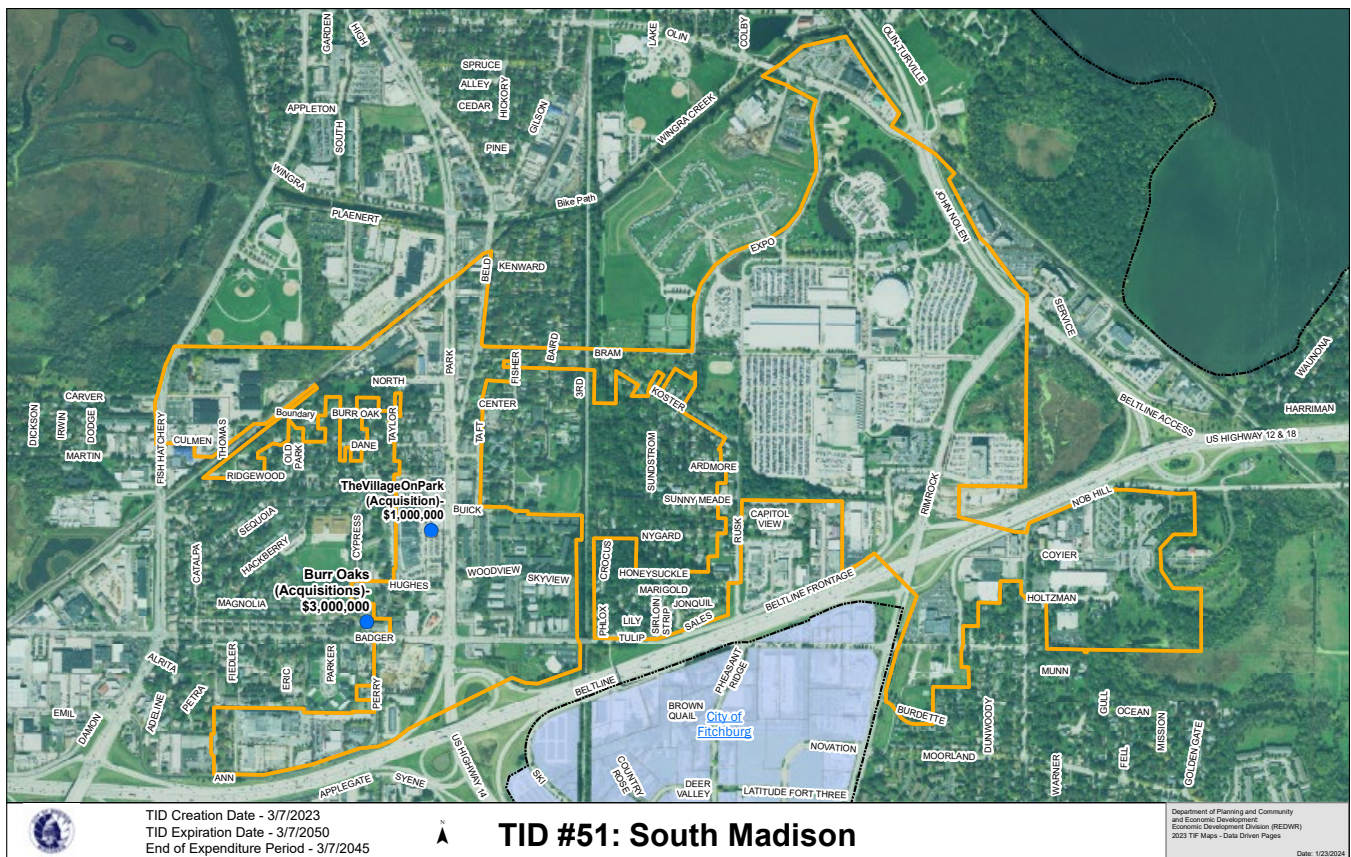 GARDEN
HIGH
LAKE
OLIN
COLBY
OLIN-TURVILLE
SPRUCE
ALLEY
CEDAR
HICKORY
GILSON
APPLETON
SOUTH
PINE
WINGRA CREEK
WINGRA
Bike Path
PLAENERT
JOHN NOLEN
EXPO
BELD
KENWARD
SERVICE
WAUNONA
PARK
FISHER
BAIRD
BRAM
NORTH
3RD
KOSTER
CARVER
DICKSON
IRWIN
DODGE
MARTIN
FISH HATCHERY
CULMEN
THOMAS
Boundary
BURR OAK
TAYLOR
OLD
PARK
DANE
RIDGEWOOD
CENTER
TAFT
SUNDSTROM
ARDMORE
SUNNY MEADE
BELTLINE ACCESS
HARRIMAN
US HIGHWAY 12 & 18
RIMROCK
NOB HILL
TheVillageOnPark
(Acquisition)-
$1,000,000
BUICK
RUSK
CAPITOL
VIEW
SEQUOIA
HACKBERRY
CYPRESS
CATALPA
NYGARD
CROCUS
HONEYSUCKLE
COYIER
WOODVIEW
SKYVIEW
HUGHES
Burr Oaks
(Acquisitions)-
$3,000,000
MAGNOLIA
MARIGOLD
JONQUIL
BELTLINE FRONTAGE
HOLTZMAN
PHLOX
LILY
TULIP
SIRLOIN
STRIP
SALES
BADGER
ALRITA
FIEDLER
ERIC
PARKER
PERRY
PETRA
ADELINE
EMIL
DAMON
BELTLINE
PHEASANT
RIDGE
BROWN
QUAIL
City of
Fitchburg
MUNN
BURDETTE
DUNWOODY
GULL
OCEAN
MISSION
GOLDEN GATE
FELL
WARNER
MOORLAND
NOVATION
ANN
APPLEGATE
SYENE
US HIGHWAY 14
SKI
COUNTRY
ROSE
DEER
VALLEY
LATITUDE FORT THREE
TID Creation Date - 3/7/2023
TID Expiration Date - 3/7/2050
End of Expenditure Period - 3/7/2045
N
TID #51: South Madison
Department of Planning and Community
and Economic Development
Economic Development Division (REDWR)
2023 TIF Maps - Data Driven Pages
Date: 1/23/2024